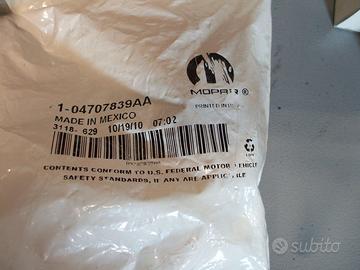 MOPAR®
1-04707839AA
PRINTED IN
MADE IN MEXICO
3118- 629 10/19/10 07:02
CONTENTS CONFORM TO U.S. FEDERAL MOTOR VEHICLE
SAFETY STANDARDS, IF ANY ARE APPLICABLE
subito